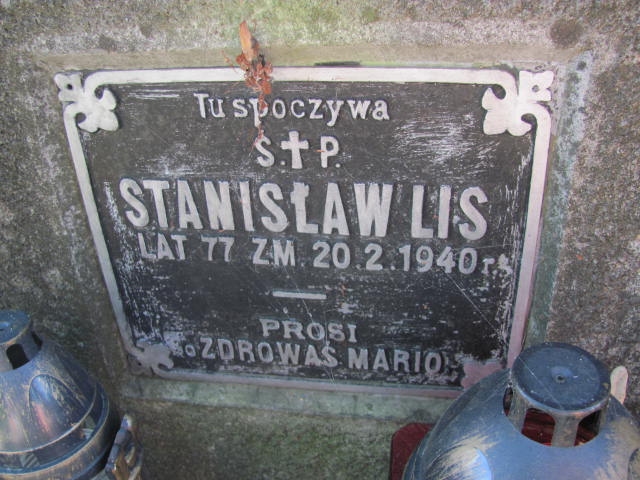 Tu spoczywa
Ś.†P.
STANISŁAW LIS
LAT 77 ZM. 20.2.1940 r.
PROSI
o ZDROWAŚ MARIO